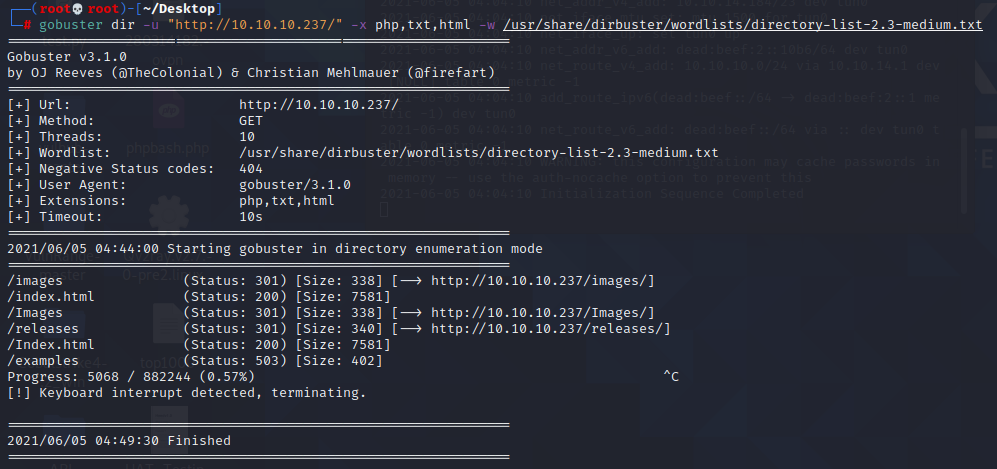 (root💀root)-[~/Desktop]
# gobuster dir -u "http://10.10.10.237/" -x php,txt,html -w /usr/share/dirbuster/wordlists/directory-list-2.3-medium.txt
===============================================================
Gobuster v3.1.0
by OJ Reeves (@TheColonial) & Christian Mehlmauer (@firefart)
===============================================================
[+] Url: http://10.10.10.237/
[+] Method: GET
[+] Threads: 10
[+] Wordlist: /usr/share/dirbuster/wordlists/directory-list-2.3-medium.txt
[+] Negative Status codes: 404
[+] User Agent: gobuster/3.1.0
[+] Extensions: php,txt,html
[+] Timeout: 10s
===============================================================
2021/06/05 04:44:00 Starting gobuster in directory enumeration mode
===============================================================
/images (Status: 301) [Size: 338] [--> http://10.10.10.237/images/]
/index.html (Status: 200) [Size: 7581]
/Images (Status: 301) [Size: 338] [--> http://10.10.10.237/Images/]
/releases (Status: 301) [Size: 340] [--> http://10.10.10.237/releases/]
/Index.html (Status: 200) [Size: 7581]
/examples (Status: 503) [Size: 402]
Progress: 5068 / 882244 (0.57%) ^C
[!] Keyboard interrupt detected, terminating.
===============================================================
2021/06/05 04:49:30 Finished
===============================================================